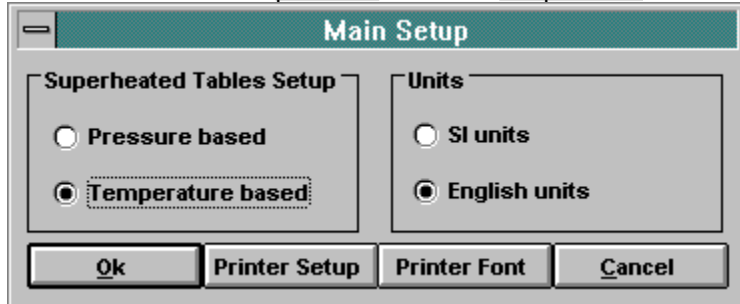 Main Setup
Superheated Tables Setup
Units
Pressure based
SI units
Temperature based
English units
Ok
Printer Setup
Printer Font
Cancel